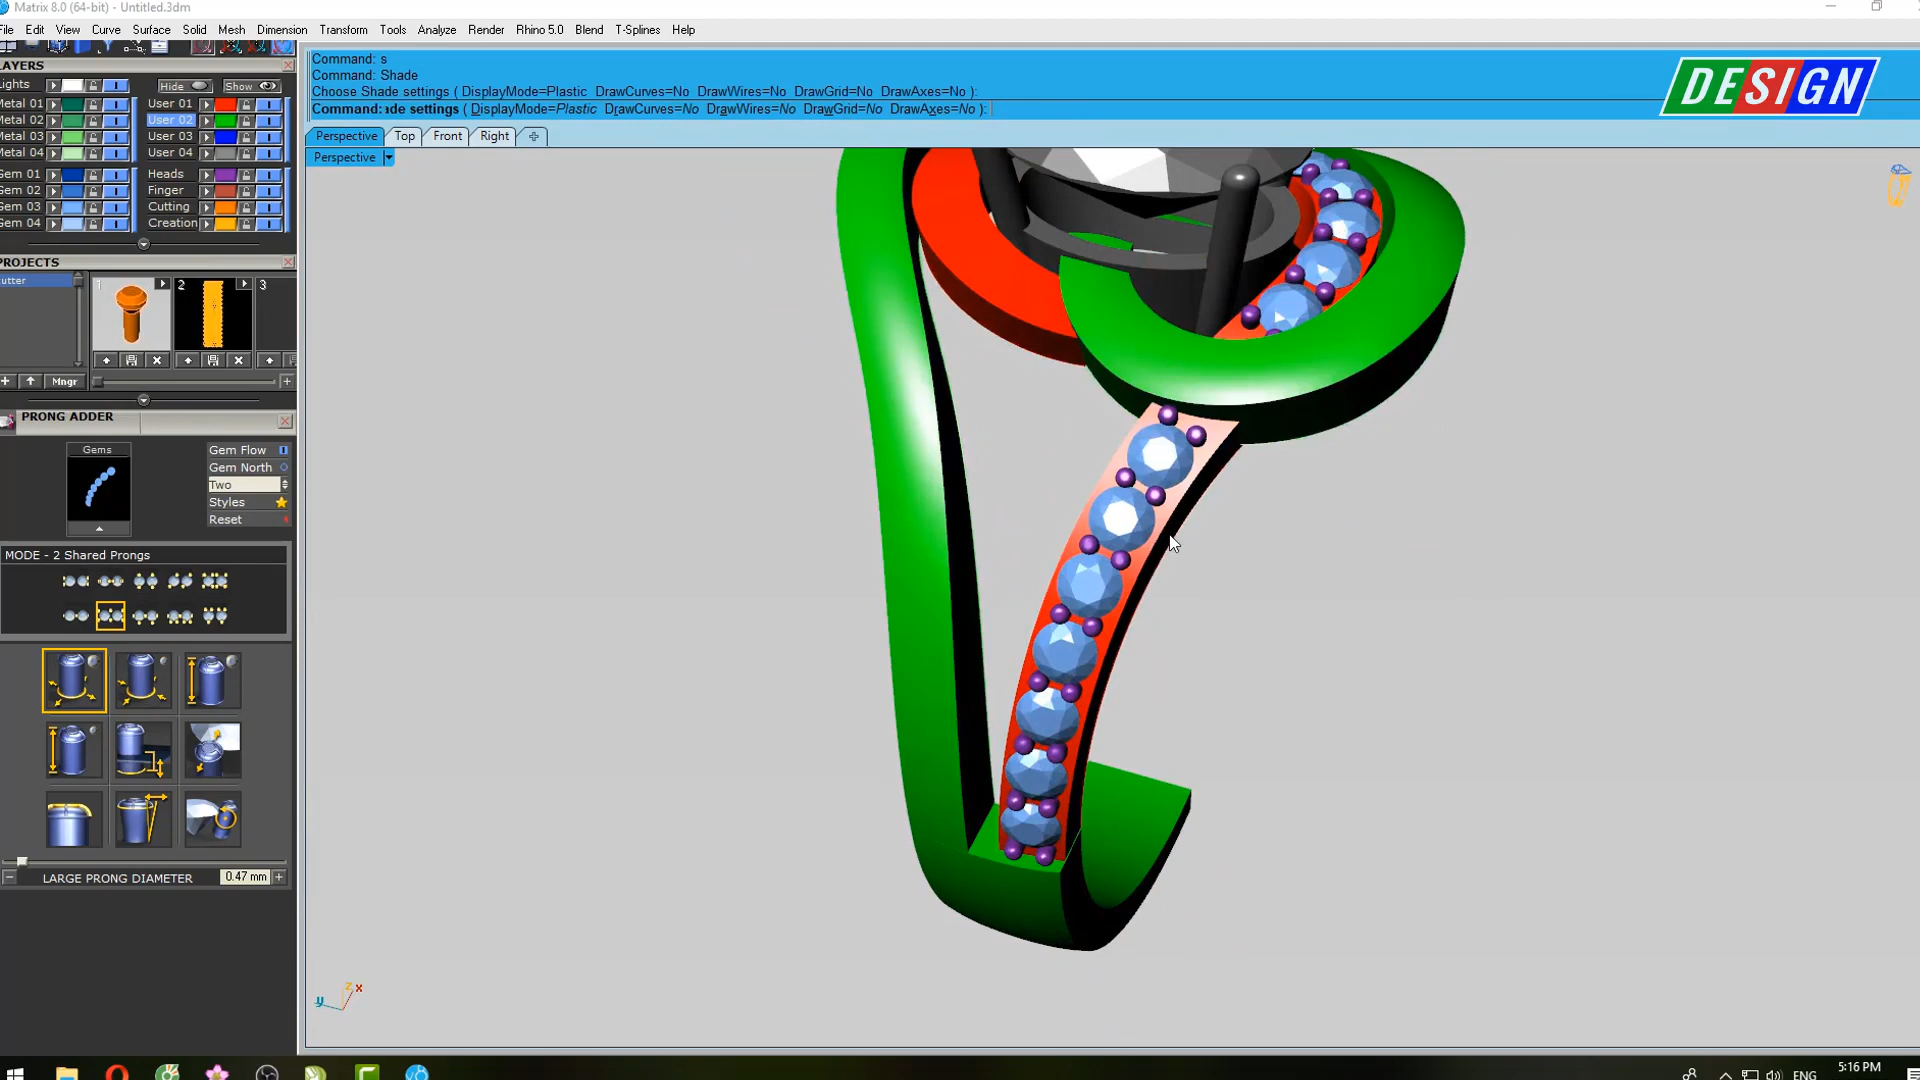 Matrix 8.0 (64-bit) - Untitled.3dm
File Edit View Curve Surface Solid Mesh Dimension Transform Tools Analyze Render Rhino 5.0 Blend T-Splines Help
Command: s
Command: Shade
Choose Shade settings ( DisplayMode=Plastic DrawCurves=No DrawWires=No DrawGrid=No DrawAxes=No ):
Command: ade settings ( DisplayMode=Plastic DrawCurves=No DrawWires=No DrawGrid=No DrawAxes=No ):
DESIGN
Perspective Top Front Right
Perspective
LAYERS
Lights Hide Show
Metal 01 User 01
Metal 02 User 02
Metal 03 User 03
Metal 04 User 04
Gem 01 Heads
Gem 02 Finger
Gem 03 Cutting
Gem 04 Creation
PROJECTS
utter 1 2 3
Mngr
PRONG ADDER
Gems
Gem Flow
Gem North
Two
Styles
Reset
MODE - 2 Shared Prongs
LARGE PRONG DIAMETER 0.47 mm
z x
y
ENG 5:16 PM